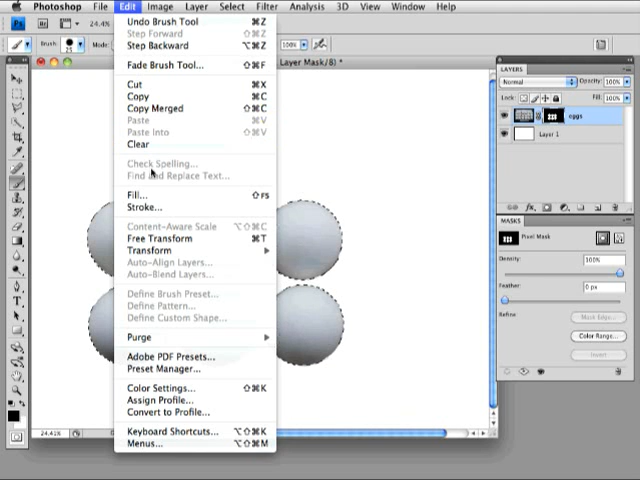 Photoshop File Edit Image Layer Select Filter Analysis 3D View Window Help
24.4%
Brush: Mode: 100%
Layer Mask/8) *
Undo Brush Tool ⌘Z
Step Forward ⇧⌘Z
Step Backward ⌥⌘Z
Fade Brush Tool... ⇧⌘F
Cut ⌘X
Copy ⌘C
Copy Merged ⇧⌘C
Paste ⌘V
Paste Into ⇧⌘V
Clear
Check Spelling...
Find and Replace Text...
Fill... ⇧F5
Stroke...
Content-Aware Scale ⌥⇧⌘C
Free Transform ⌘T
Transform
Auto-Align Layers...
Auto-Blend Layers...
Define Brush Preset...
Define Pattern...
Define Custom Shape...
Purge
Adobe PDF Presets...
Preset Manager...
Color Settings... ⇧⌘K
Assign Profile...
Convert to Profile...
Keyboard Shortcuts... ⌥⇧⌘K
Menus... ⌥⇧⌘M
24.41%
LAYERS
Normal Opacity: 100%
Lock: Fill: 100%
eggs
Layer 1
MASKS
Pixel Mask
Density: 100%
Feather: 0 px
Refine: Mask Edge...
Color Range...
Invert